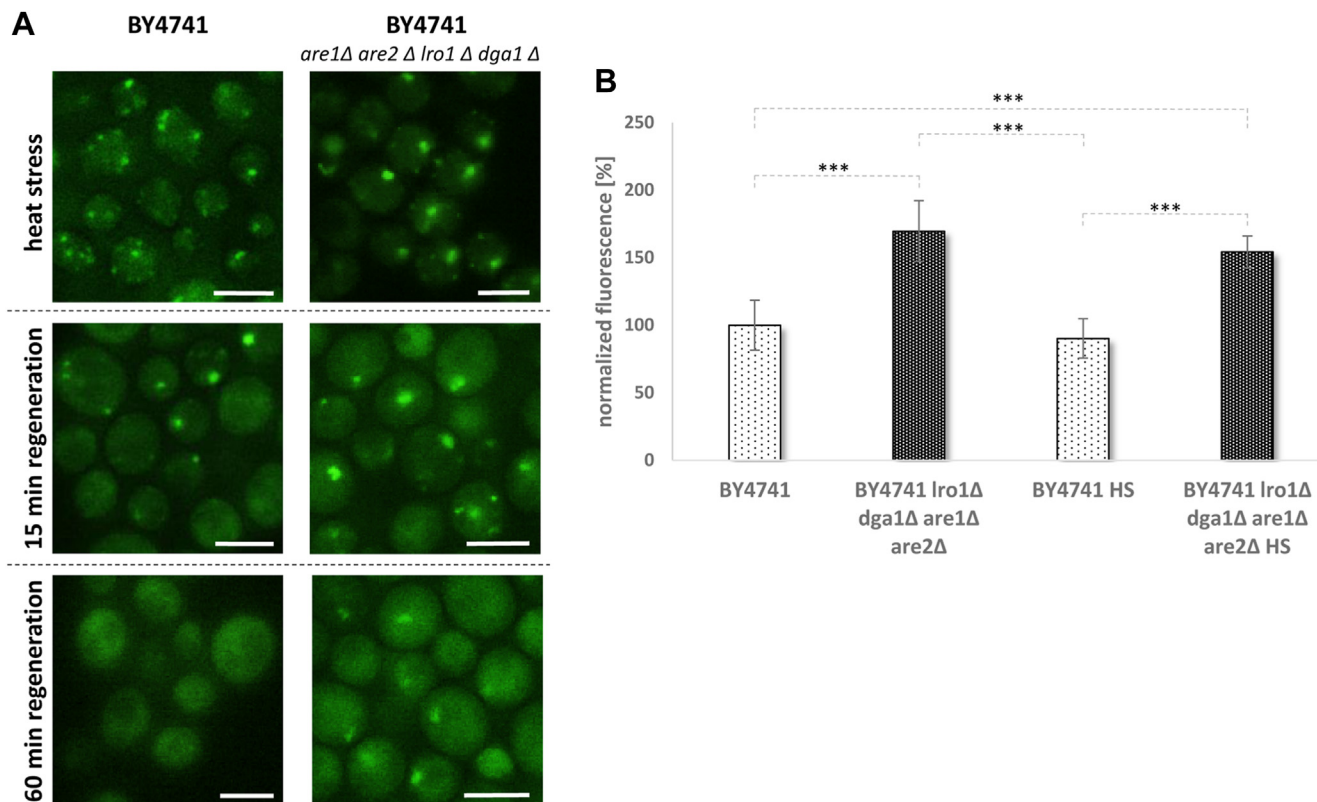 A
BY4741
BY4741
are1Δ are2 Δ lro1 Δ dga1 Δ
heat stress
15 min regeneration
60 min regeneration
B
normalized fluorescence [%]
250
200
150
100
50
0
***
***
***
***
BY4741
BY4741 lro1Δ
dga1Δ are1Δ
are2Δ
BY4741 HS
BY4741 lro1Δ
dga1Δ are1Δ
are2Δ HS